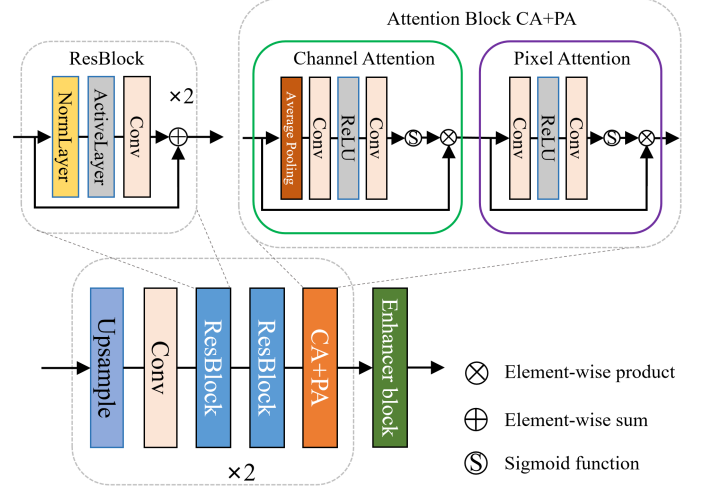 Attention Block CA+PA
ResBlock
Channel Attention
Pixel Attention
NormLayer
ActiveLayer
Conv
×2
Average Pooling
Conv
ReLU
Conv
S
Conv
ReLU
Conv
S
Upsample
Conv
ResBlock
ResBlock
CA+PA
Enhancer block
×2
Element-wise product
Element-wise sum
S Sigmoid function